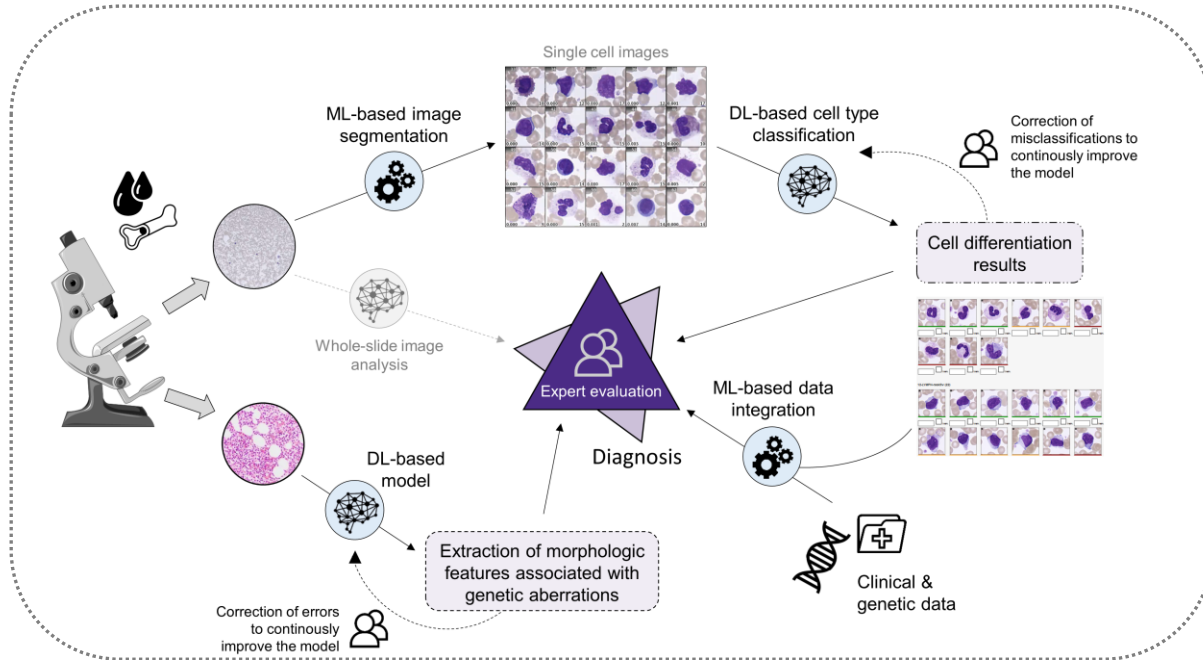 Single cell images
ML-based image
segmentation
DL-based cell type
classification
Correction of
misclassifications to
continously improve
the model
Cell differentiation
results
Whole-slide image
analysis
Expert evaluation
ML-based data
integration
Diagnosis
DL-based
model
Extraction of morphologic
features associated with
genetic aberrations
Clinical &
genetic data
Correction of errors
to continously
improve the model